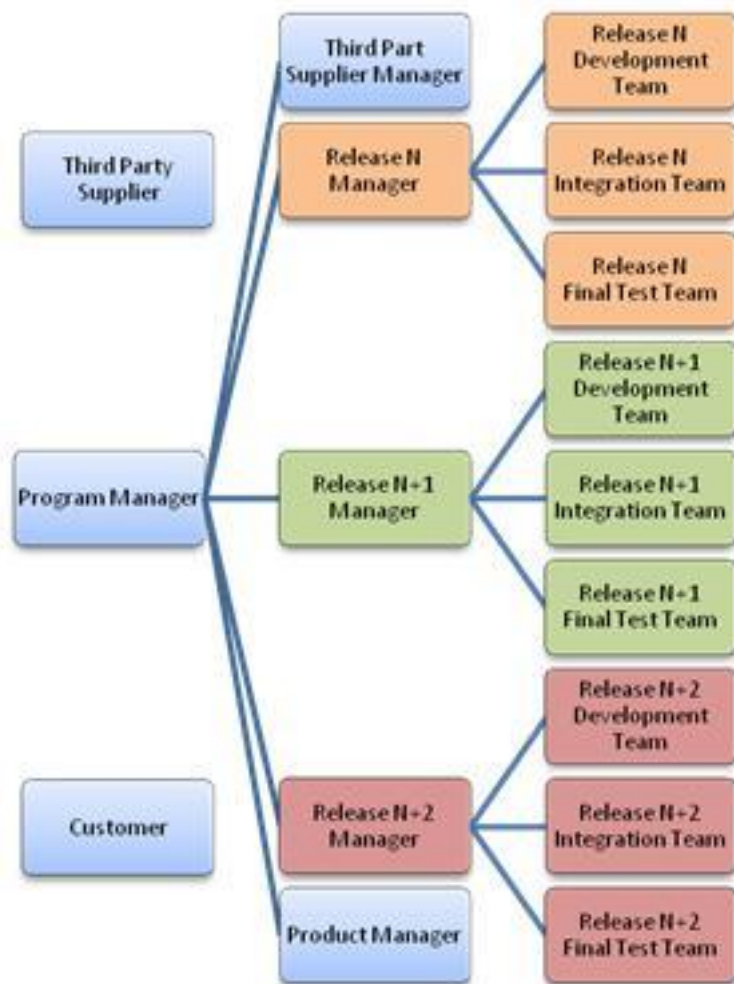 Third Part
Supplier Manager
Release N
Development
Team
Third Party
Supplier
Release N
Manager
Release N
Integration Team
Release N
Final Test Team
Release N+1
Development
Team
Program Manager
Release N+1
Manager
Release N+1
Integration Team
Release N+1
Final Test Team
Release N+2
Development
Team
Customer
Release N+2
Manager
Release N+2
Integration Team
Product Manager
Release N+2
Final Test Team